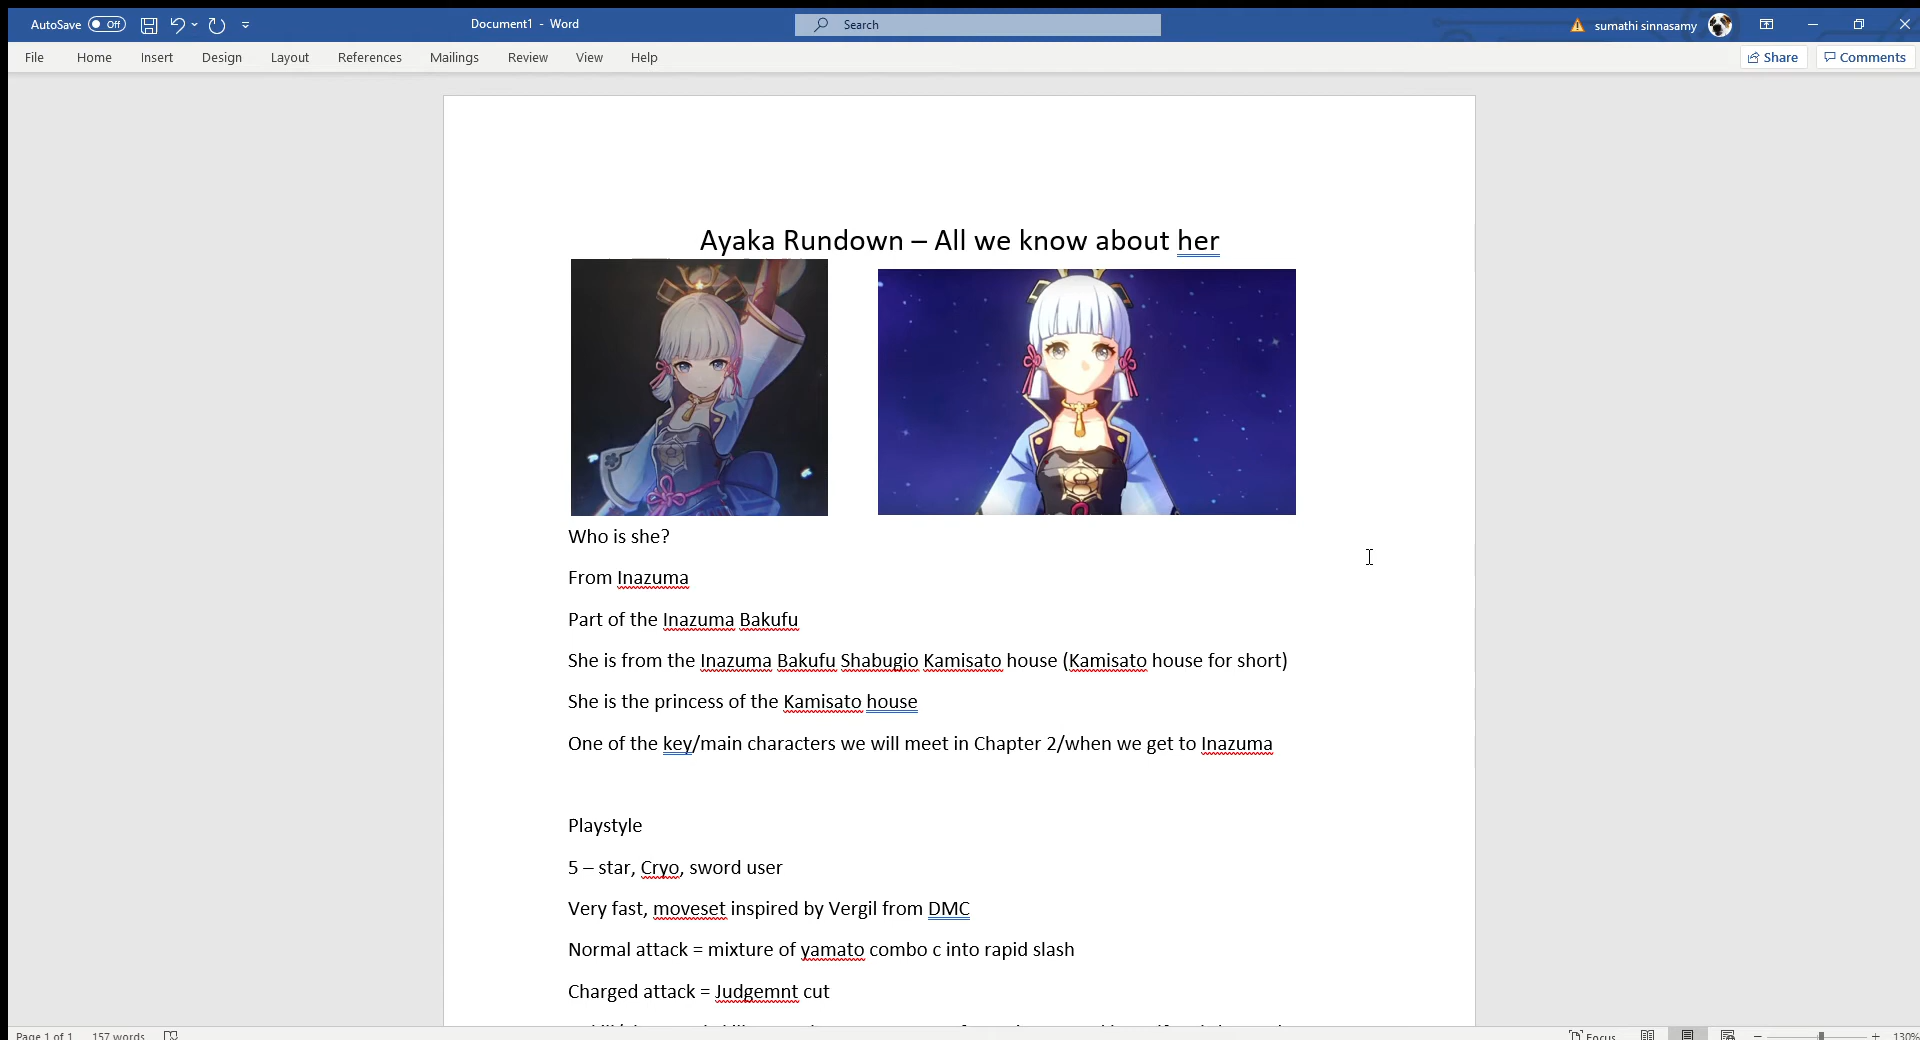 AutoSave Off Document1 - Word Search sumathi sinnasamy
File Home Insert Design Layout References Mailings Review View Help Share Comments
Ayaka Rundown – All we know about her
Who is she?
From Inazuma
Part of the Inazuma Bakufu
She is from the Inazuma Bakufu Shabugio Kamisato house (Kamisato house for short)
She is the princess of the Kamisato house
One of the key/main characters we will meet in Chapter 2/when we get to Inazuma
Playstyle
5 – star, Cryo, sword user
Very fast, moveset inspired by Vergil from DMC
Normal attack = mixture of yamato combo c into rapid slash
Charged attack = Judgemnt cut
Page 1 of 1 157 words Focus 130%